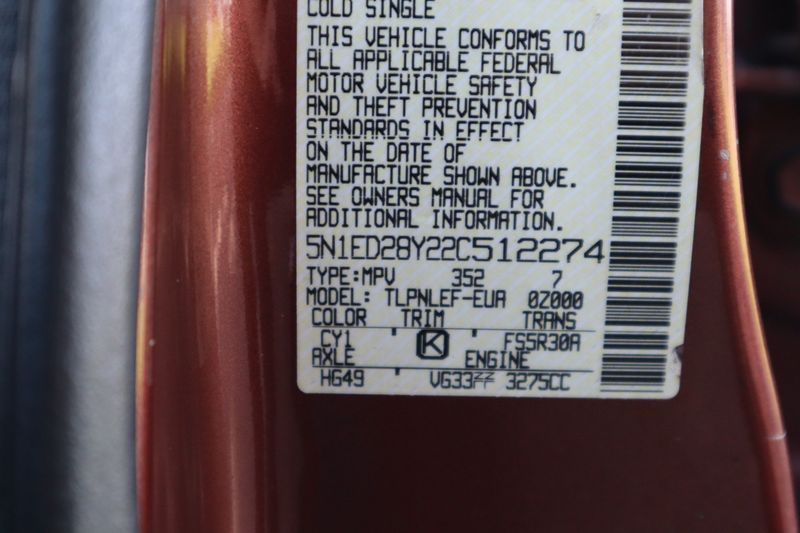 COLD SINGLE
THIS VEHICLE CONFORMS TO
ALL APPLICABLE FEDERAL
MOTOR VEHICLE SAFETY
AND THEFT PREVENTION
STANDARDS IN EFFECT
ON THE DATE OF
MANUFACTURE SHOWN ABOVE.
SEE OWNERS MANUAL FOR
ADDITIONAL INFORMATION.
5N1ED28Y22C512274
TYPE:MPV 352 7
MODEL: TLPNLEF-EUA 0Z000
COLOR TRIM TRANS
CY1 K FS5R30A
AXLE ENGINE
HG49 VG33 3275CC